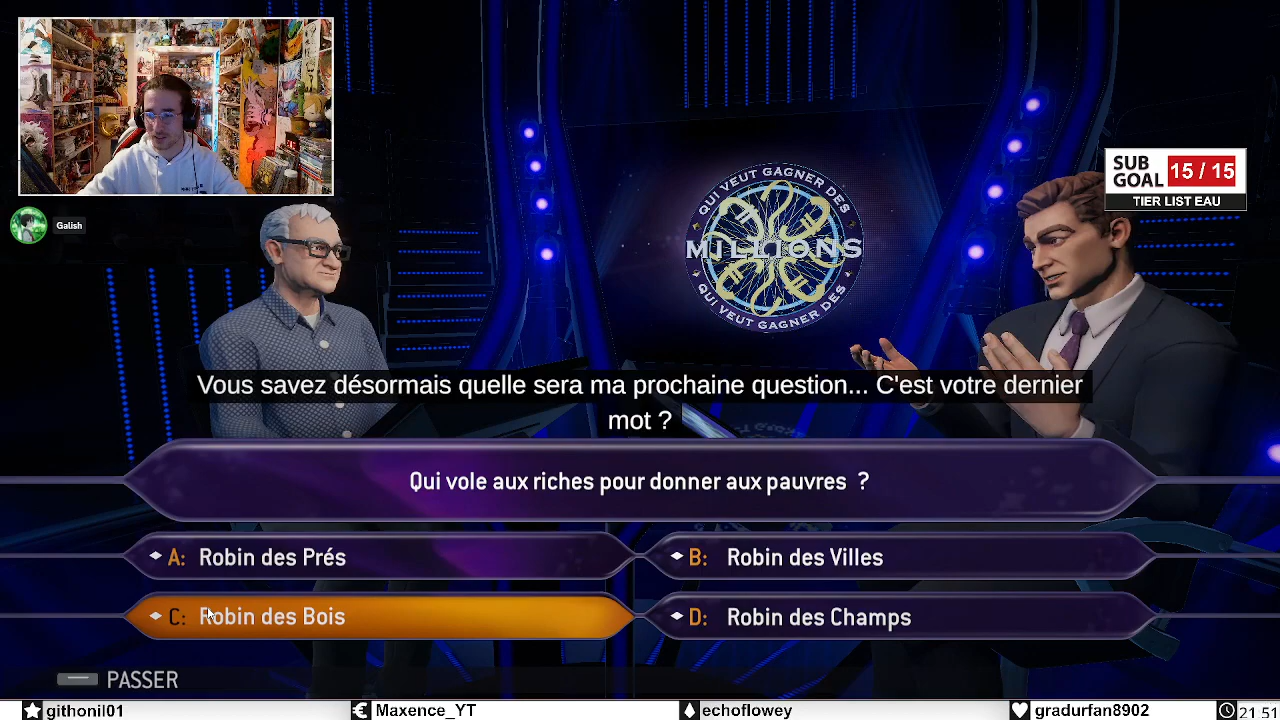 SUB GOAL 15 / 15
TIER LIST EAU
Galish
QUI VEUT GAGNER DES
MILLIONS
QUI VEUT GAGNER DES
Vous savez désormais quelle sera ma prochaine question... C'est votre dernier
mot ?
Qui vole aux riches pour donner aux pauvres ?
A: Robin des Prés
B: Robin des Villes
C: Robin des Bois
D: Robin des Champs
PASSER
githonil01
Maxence_YT
echoflowey
gradurfan8902
21:51